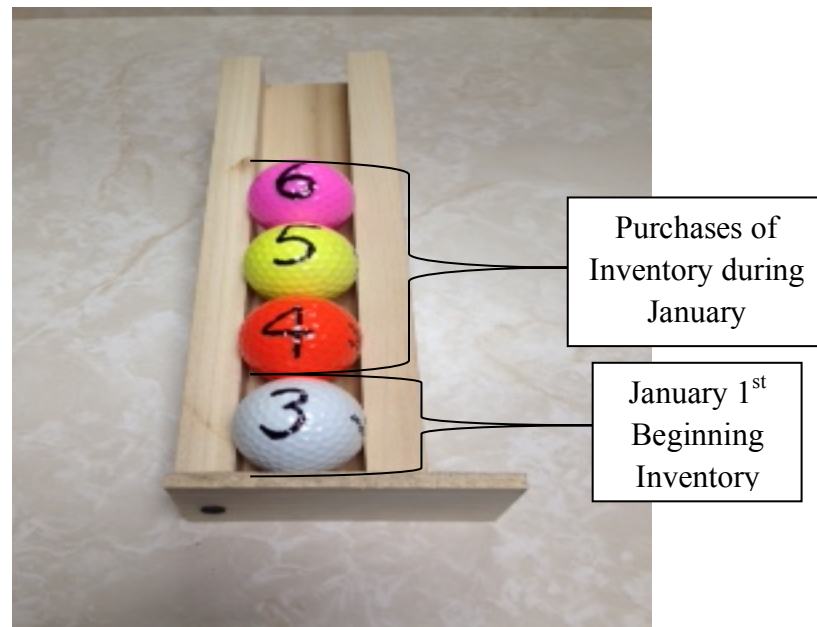 6
5
4
3
Purchases of
Inventory during
January
January 1st
Beginning
Inventory